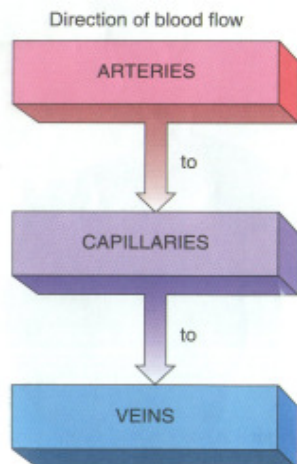 Direction of blood flow
ARTERIES
to
CAPILLARIES
to
VEINS